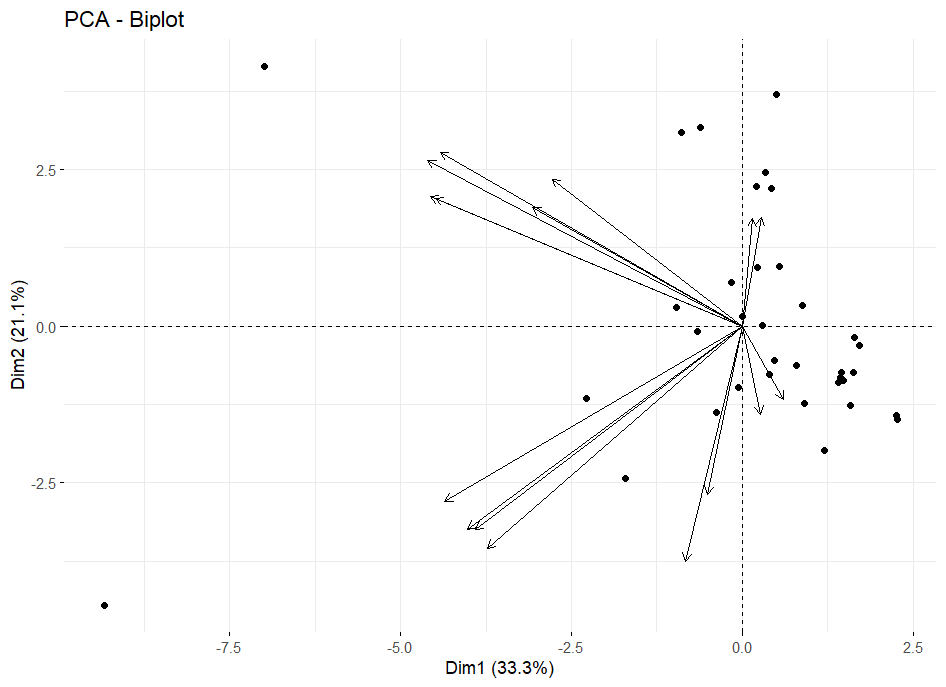 PCA - Biplot
2.5
0.0
-2.5
Dim2 (21.1%)
-7.5 -5.0 -2.5 0.0 2.5
Dim1 (33.3%)